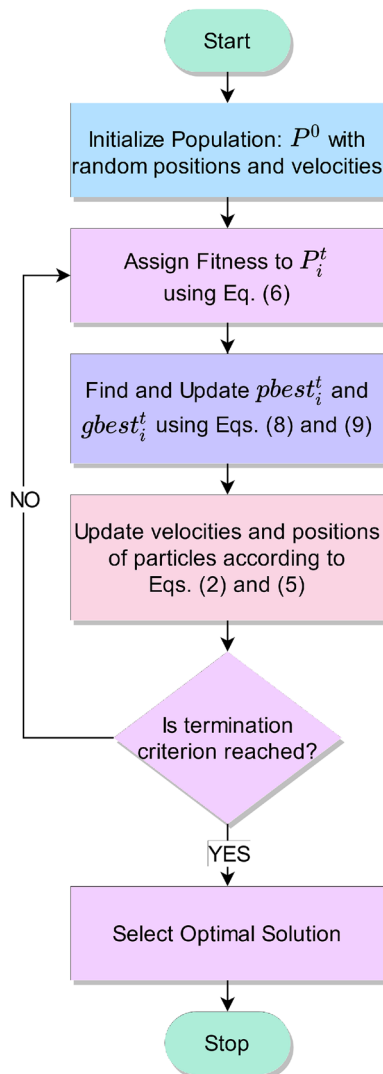 Start
Initialize Population: $P^0$ with
random positions and velocities
Assign Fitness to $P_i^t$
using Eq. (6)
Find and Update $pbest_i^t$ and
$gbest_i^t$ using Eqs. (8) and (9)
Update velocities and positions
of particles according to
Eqs. (2) and (5)
Is termination
criterion reached?
NO
YES
Select Optimal Solution
Stop